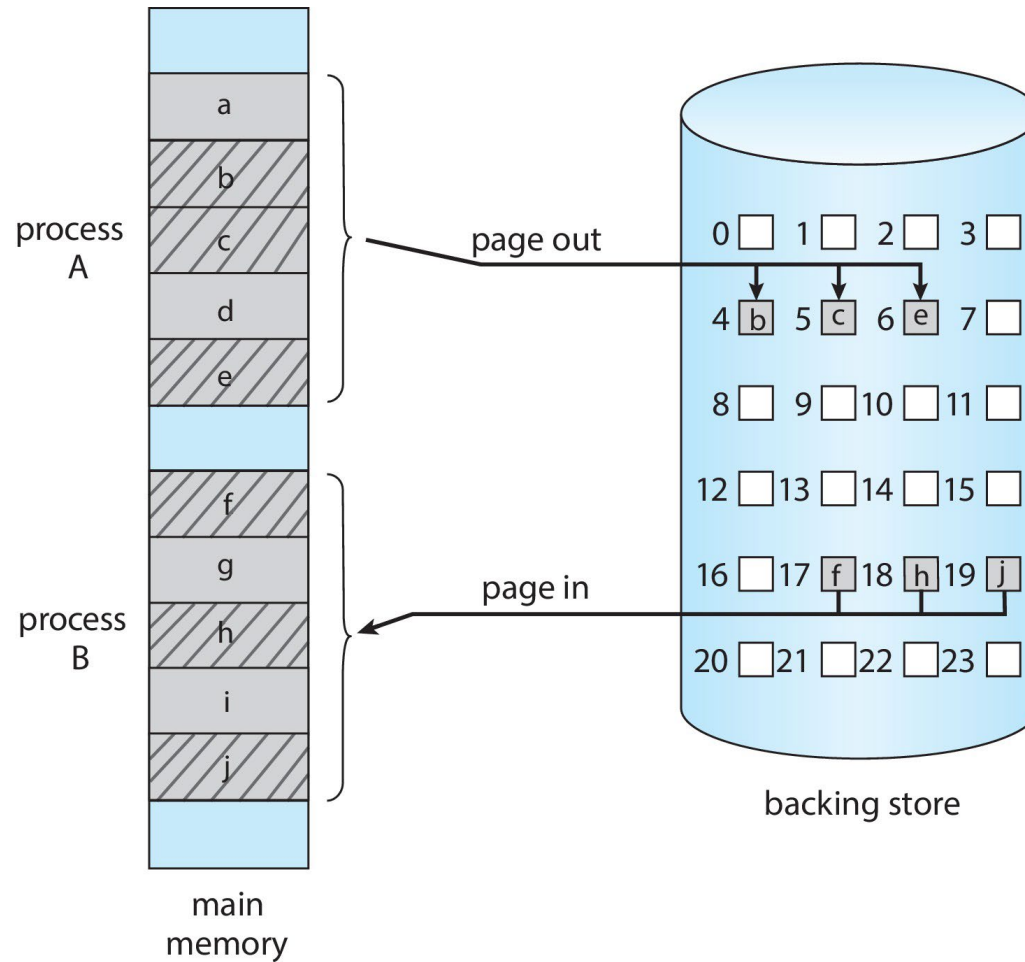 a
b
process
A
c
d
e
page out
0 1 2 3
4 b 5 c 6 e 7
8 9 10 11
12 13 14 15
f
g
process
B
h
i
j
page in
16 17 f 18 h 19 j
20 21 22 23
backing store
main
memory